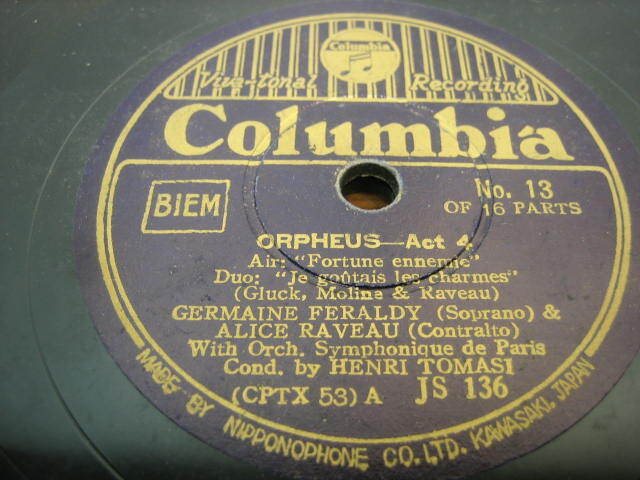 Columbia
Viva-tonal Recording
Columbia
BIEM
No. 13
OF 16 PARTS
ORPHEUS—Act 4
Air: "Fortune ennemie"
Duo: "Je goûtais les charmes"
(Gluck, Moline & Raveau)
GERMAINE FERALDY (Soprano) &
ALICE RAVEAU (Contralto)
With Orch. Symphonique de Paris
Cond. by HENRI TOMASI
(CPTX 53) A JS 136
MADE BY NIPPONOPHONE CO. LTD. KAWASAKI, JAPAN